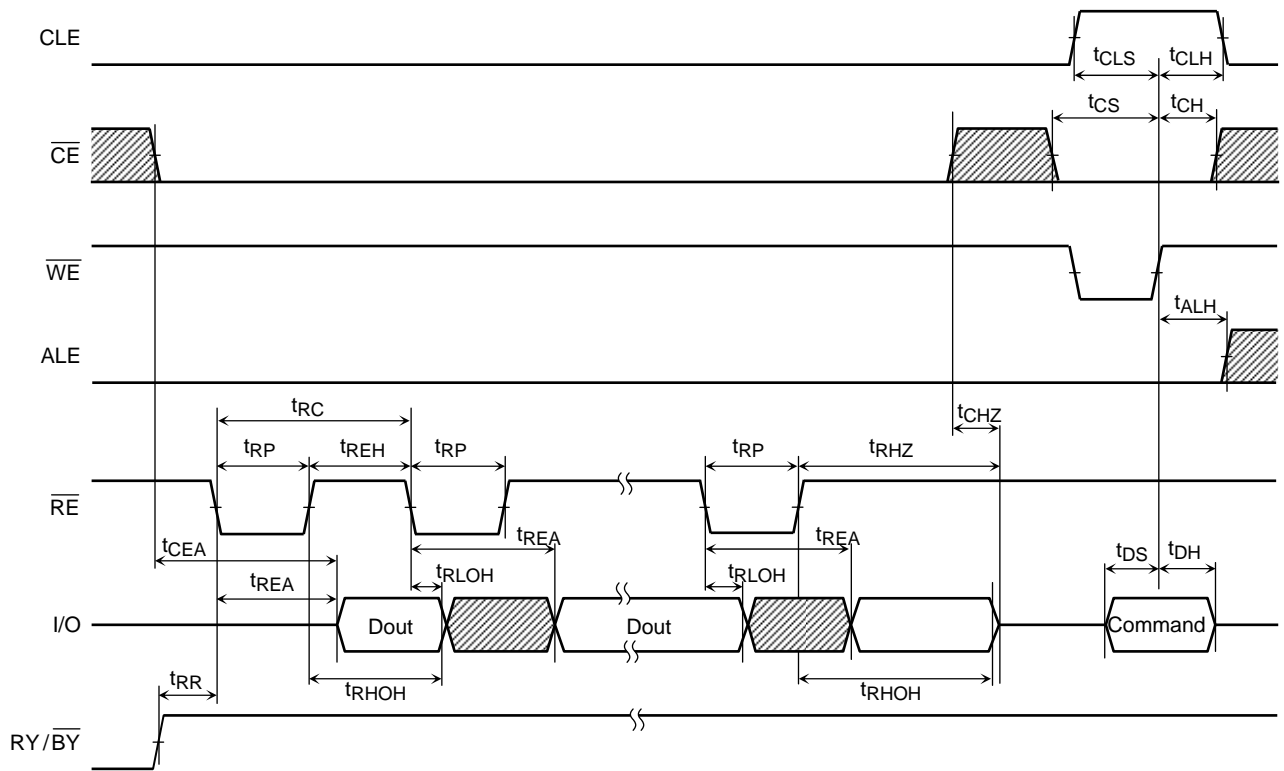 CLE
tCLS tCLH
tCS tCH
CE
WE
tALH
ALE
tRC
tCHZ
tRP tREH tRP tRP tRHZ
RE
tCEA tREA tREA
tDS tDH
tREA tRLOH tRLOH
I/O Dout Dout Command
tRR tRHOH tRHOH
RY/BY